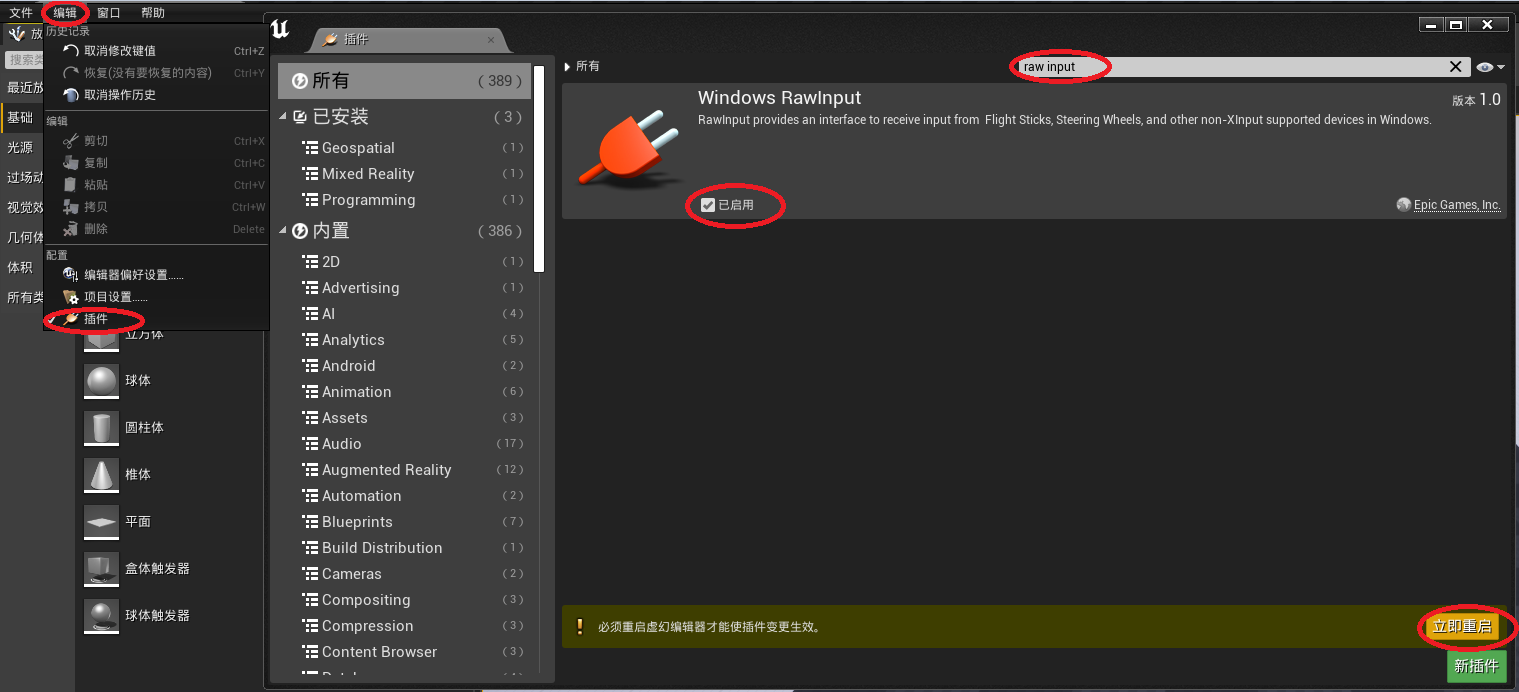 文件 编辑 窗口 帮助
历史记录
取消修改键值 Ctrl+Z
恢复(没有要恢复的内容) Ctrl+Y
取消操作历史
编辑
剪切 Ctrl+X
复制 Ctrl+C
粘贴 Ctrl+V
拷贝 Ctrl+W
删除 Delete
配置
编辑器偏好设置......
项目设置......
插件
放
搜索类
最近放
基础
光源
过场动
视觉效
几何体
体积
所有类
立方体
球体
圆柱体
椎体
平面
盒体触发器
球体触发器
插件
所有 (389)
已安装 (3)
Geospatial (1)
Mixed Reality (1)
Programming (1)
内置 (386)
2D (1)
Advertising (1)
AI (4)
Analytics (5)
Android (2)
Animation (6)
Assets (3)
Audio (17)
Augmented Reality (12)
Automation (2)
Blueprints (7)
Build Distribution (1)
Cameras (2)
Compositing (3)
Compression (3)
Content Browser (3)
所有
raw input
Windows RawInput
版本 1.0
RawInput provides an interface to receive input from Flight Sticks, Steering Wheels, and other non-XInput supported devices in Windows.
已启用
Epic Games, Inc.
必须重启虚幻编辑器才能使插件变更生效。
立即重启
新插件